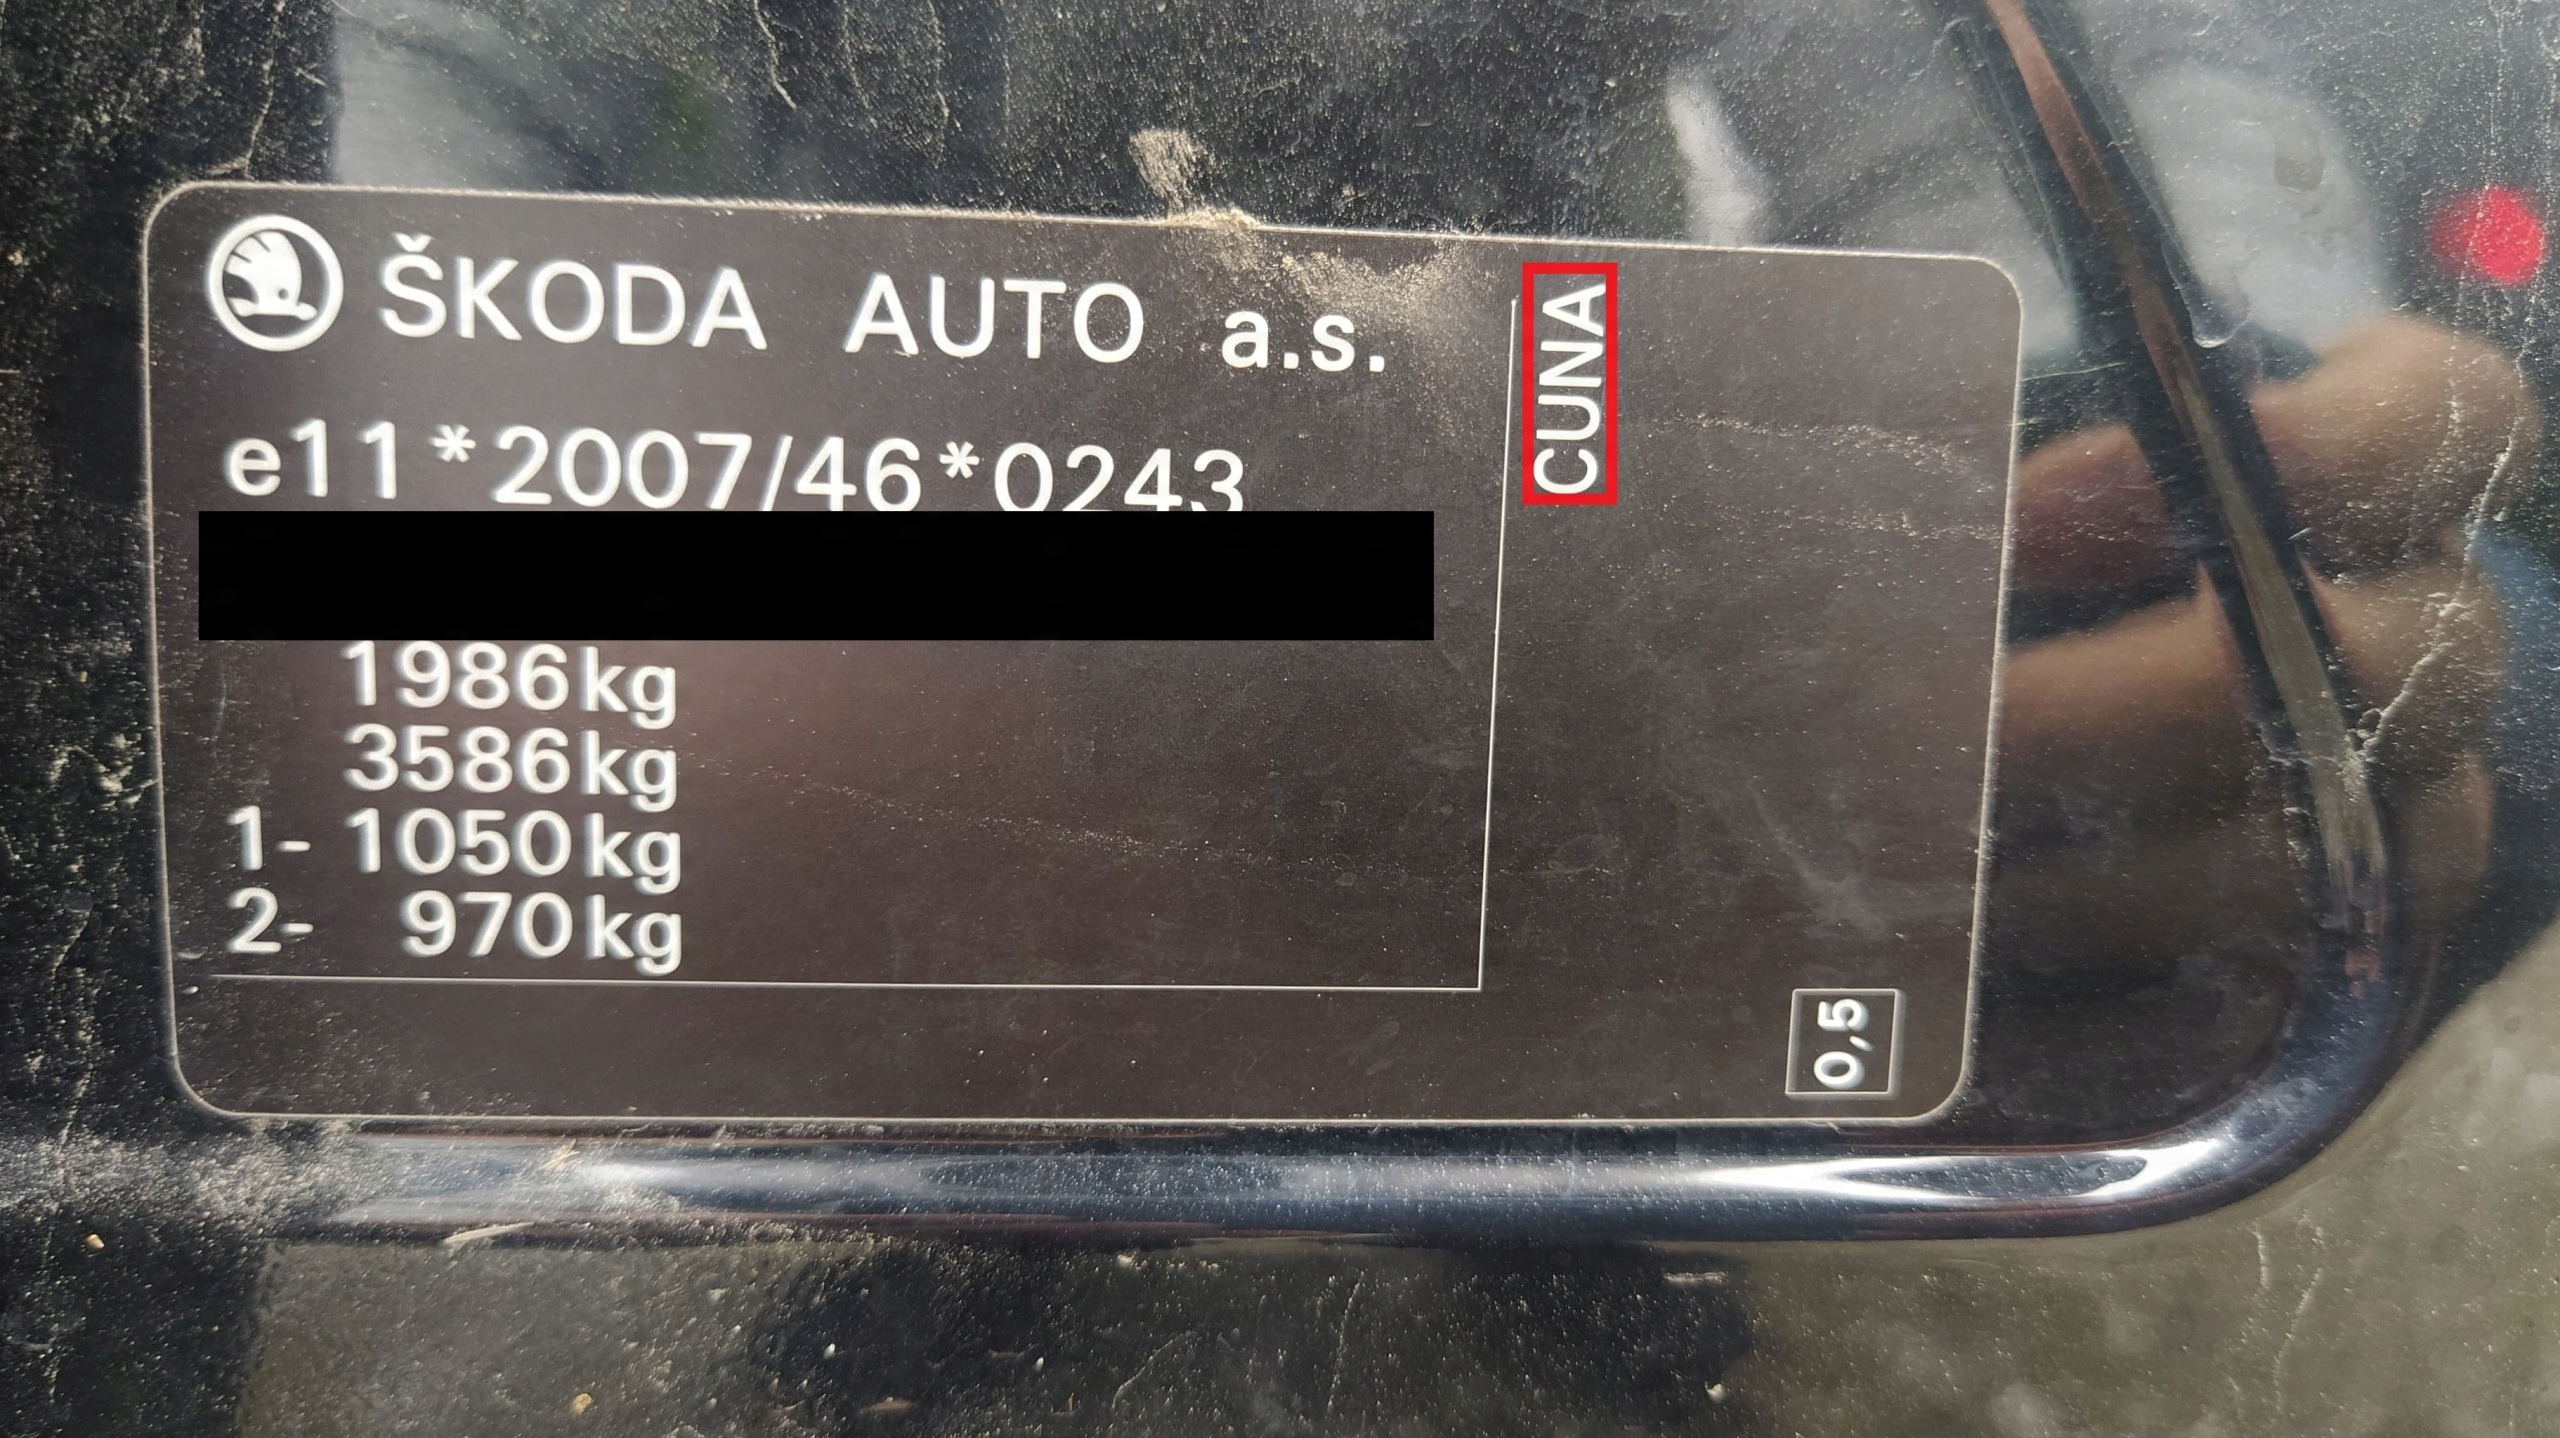 ŠKODA AUTO a.s.
e11*2007/46*0243
1986kg
3586kg
1- 1050kg
2- 970kg
CUNA
0,5